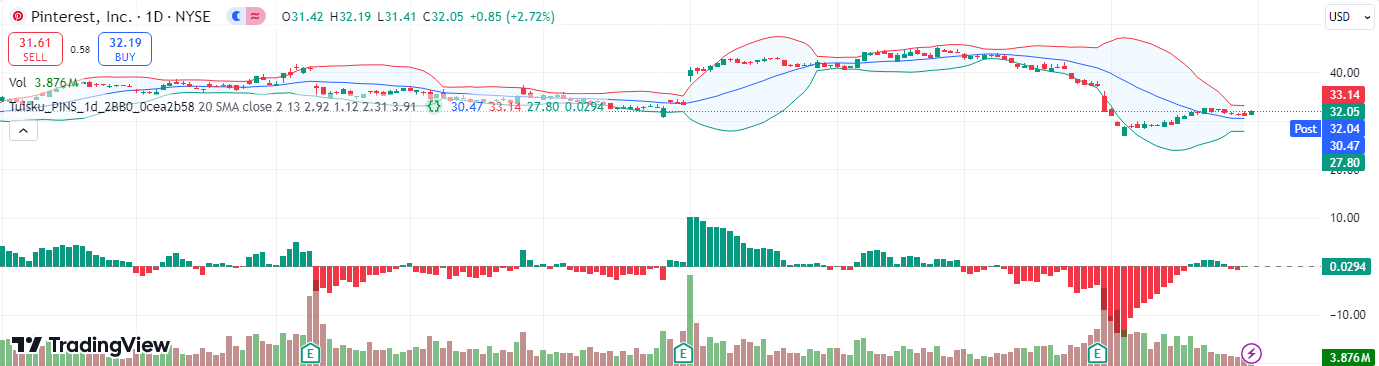 Pinterest, Inc. · 1D · NYSE O31.42 H32.19 L31.41 C32.05 +0.85 (+2.72%)
USD
31.61
SELL
0.58
32.19
BUY
Vol 3.876 M
Tutsku_PINS_1d_2BB0_0cea2b58 20 SMA close 2 13 2.92 1.12 2.31 3.91 30.47 33.14 27.80 0.0294
40.00
33.14
32.05
Post 32.04
30.47
27.80
20.00
10.00
0.0294
−10.00
3.876 M
E
E
E
TradingView